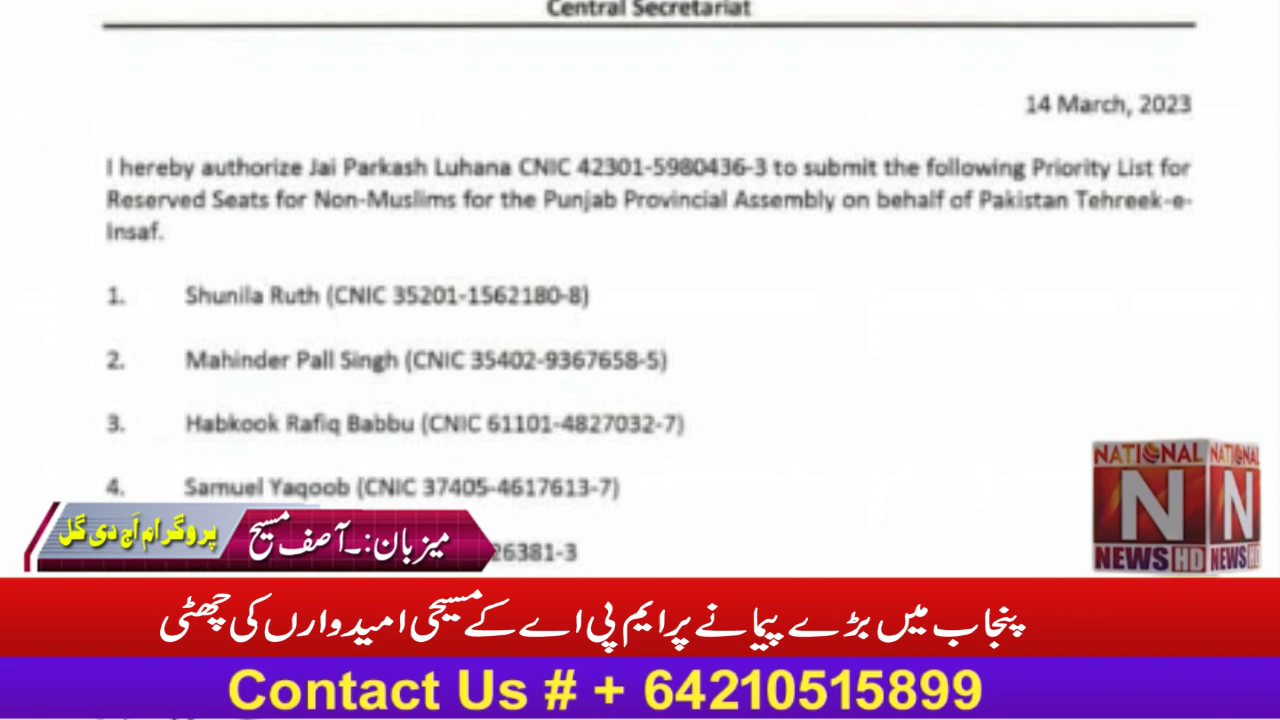 Central Secretariat
14 March, 2023
I hereby authorize Jai Parkash Luhana CNIC 42301-5980436-3 to submit the following Priority List for
Reserved Seats for Non-Muslims for the Punjab Provincial Assembly on behalf of Pakistan Tehreek-e-
Insaf.
1. Shunila Ruth (CNIC 35201-1562180-8)
2. Mahinder Pall Singh (CNIC 35402-9367658-5)
3. Habkook Rafiq Babbu (CNIC 61101-4827032-7)
4. Samuel Yaqoob (CNIC 37405-4617613-7)
26381-3
NATIONAL NATIONAL
N N
NEWS HD NEWS HD
پروگرام آج دی گل
میزبان:۔آصف مسیح
پنجاب میں بڑے پیمانے پر ایم پی اے کے مسیحی امیدوارں کی چھٹی
Contact Us # + 64210515899